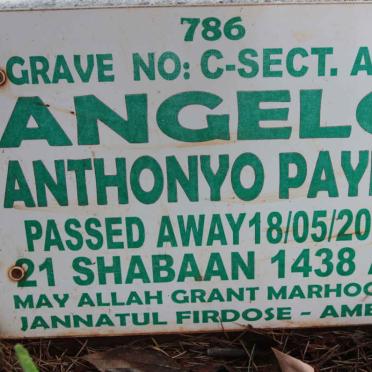 786
GRAVE NO: C-SECT. A
ANGELO
ANTHONYO PAY
PASSED AWAY 18/05/20
21 SHABAAN 1438 A
MAY ALLAH GRANT MARHOO
JANNATUL FIRDOSE - AME